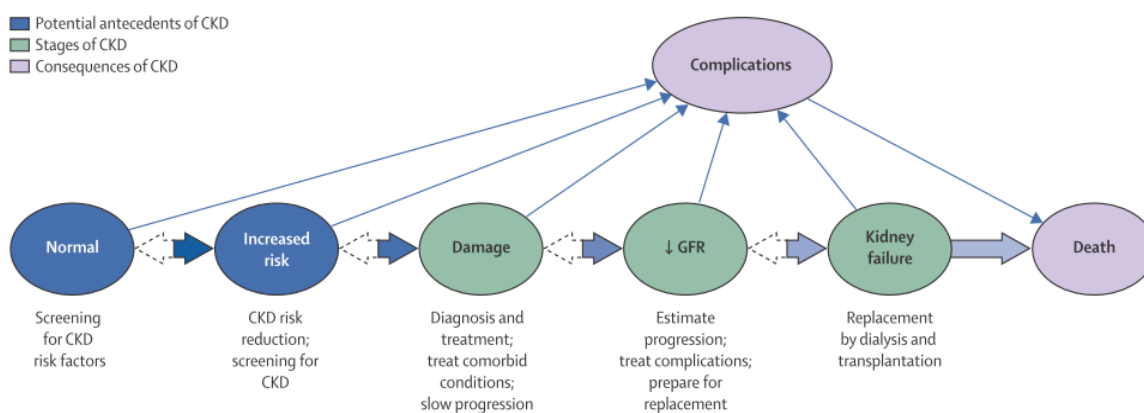 Potential antecedents of CKD
Stages of CKD
Consequences of CKD
Complications
Normal
Increased
risk
Damage
↓ GFR
Kidney
failure
Death
Screening
for CKD
risk factors
CKD risk
reduction;
screening for
CKD
Diagnosis and
treatment;
treat comorbid
conditions;
slow progression
Estimate
progression;
treat complications;
prepare for
replacement
Replacement
by dialysis and
transplantation